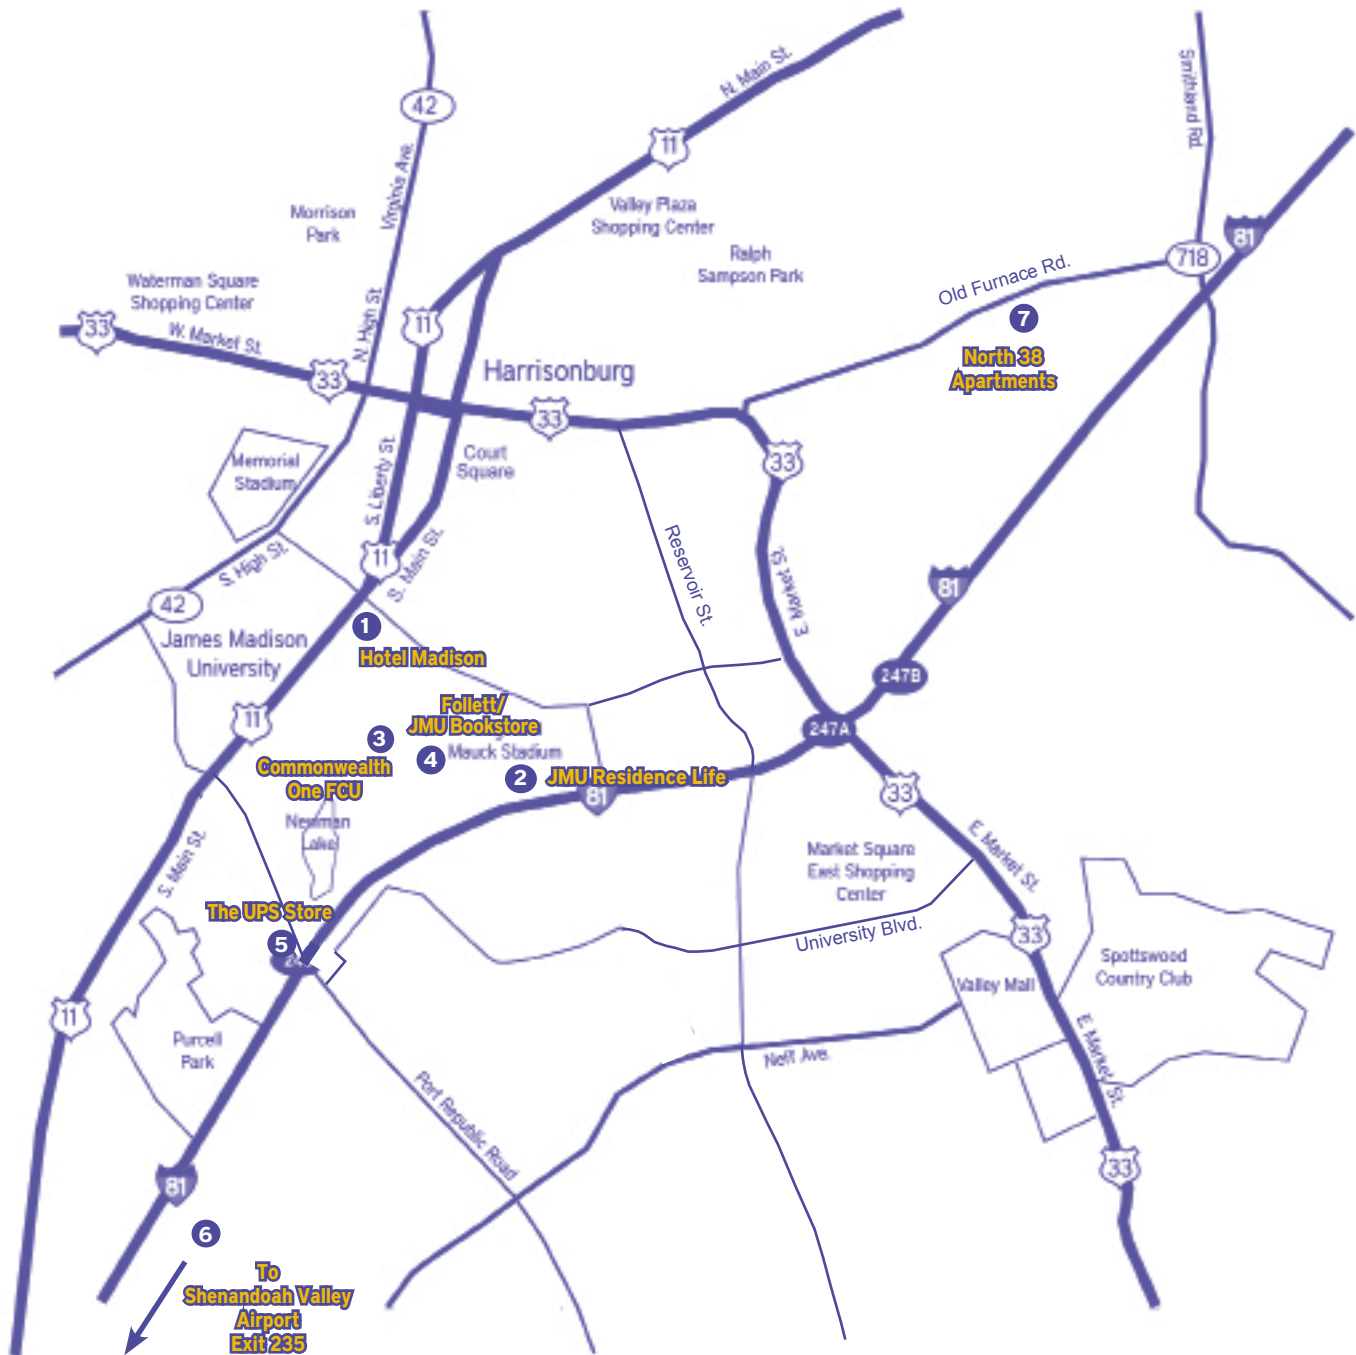 42
N. Main St.
Smithland Rd.
11
Virginia Ave.
Morrison
Park
Valley Plaza
Shopping Center
81
Ralph
Sampson Park
718
Old Furnace Rd.
Waterman Square
Shopping Center
33
W. Market St.
N. High St.
11
7
North 38
Apartments
33
Harrisonburg
33
Court
Square
33
Memorial
Stadium
S. Liberty St.
Reservoir St.
11
S. Main St.
E. Market St.
S. High St.
81
42
1
James Madison
University
Hotel Madison
247B
Follett/
JMU Bookstore
11
247A
3
4
Mauck Stadium
Commonwealth
One FCU
2
JMU Residence Life
81
33
Newman
Lake
S. Main St.
Market Square
East Shopping
Center
E. Market St.
The UPS Store
5
University Blvd.
33
Valley Mall
Spottswood
Country Club
11
Purcell
Park
Neff Ave.
E. Market St.
Port Republic Road
33
81
6
To
Shenandoah Valley
Airport
Exit 235